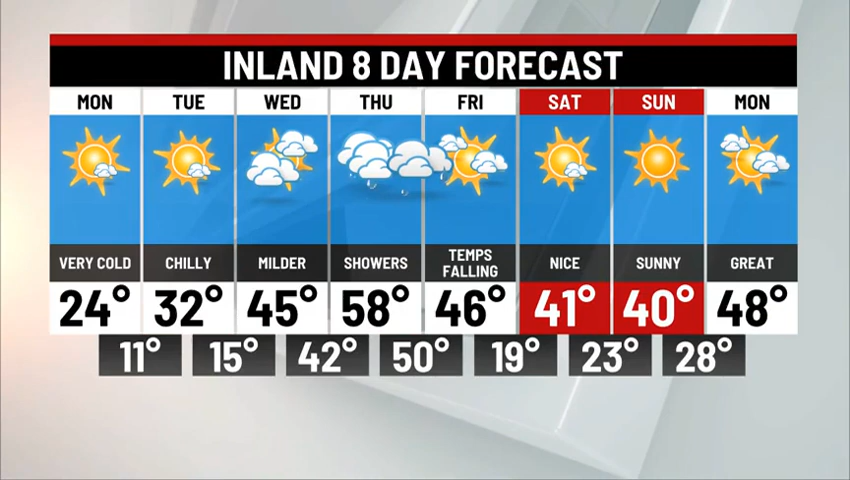 INLAND 8 DAY FORECAST
MON TUE WED THU FRI SAT SUN MON
VERY COLD CHILLY MILDER SHOWERS TEMPS FALLING NICE SUNNY GREAT
24° 32° 45° 58° 46° 41° 40° 48°
11° 15° 42° 50° 19° 23° 28°